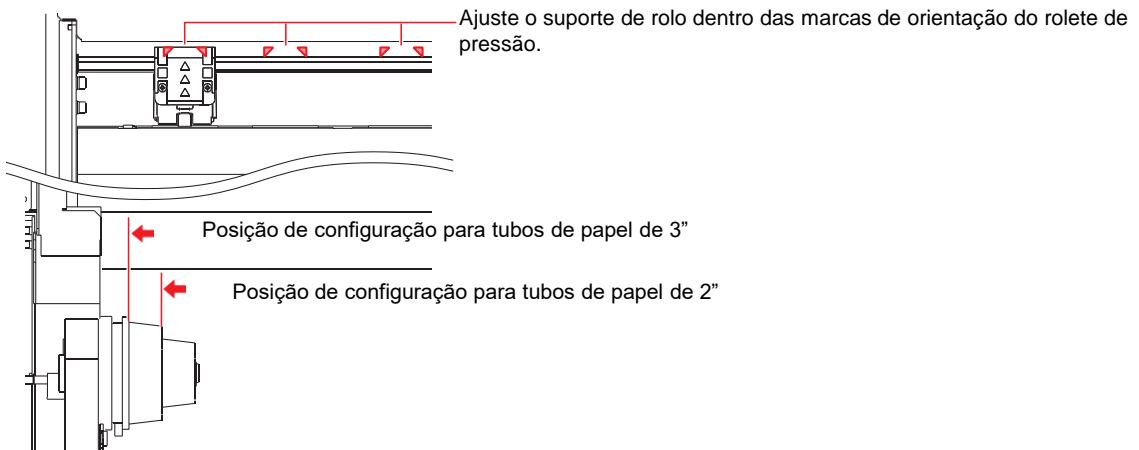 Ajuste o suporte de rolo dentro das marcas de orientação do rolete de
pressão.
Posição de configuração para tubos de papel de 3”
Posição de configuração para tubos de papel de 2”